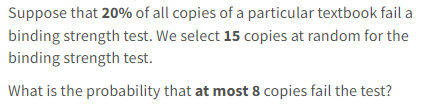 Suppose that 20% of all copies of a particular textbook fail a
binding strength test. We select 15 copies at random for the
binding strength test.
What is the probability that at most 8 copies fail the test?